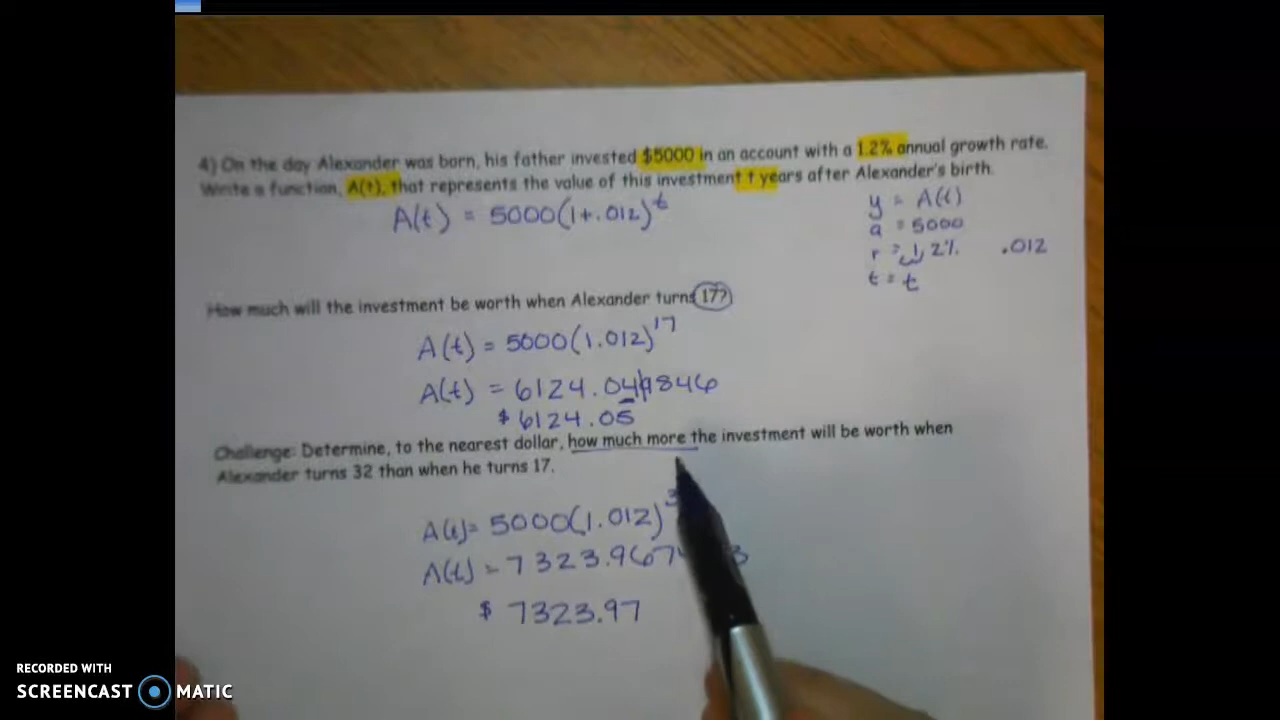 4) On the day Alexander was born, his father invested $5000 in an account with a 1.2% annual growth rate.
Write a function, A(t), that represents the value of this investment t years after Alexander's birth.
A(t) = 5000(1+.012)^t
y = A(t)
a = 5000
r = 1.2% .012
t = t
How much will the investment be worth when Alexander turns 17?
A(t) = 5000(1.012)^17
A(t) = 6124.049846
$ 6124.05
Challenge: Determine, to the nearest dollar, how much more the investment will be worth when
Alexander turns 32 than when he turns 17.
A(t)= 5000(1.012)
A(t) = 7323.967
$ 7323.97
RECORDED WITH
SCREENCAST MATIC